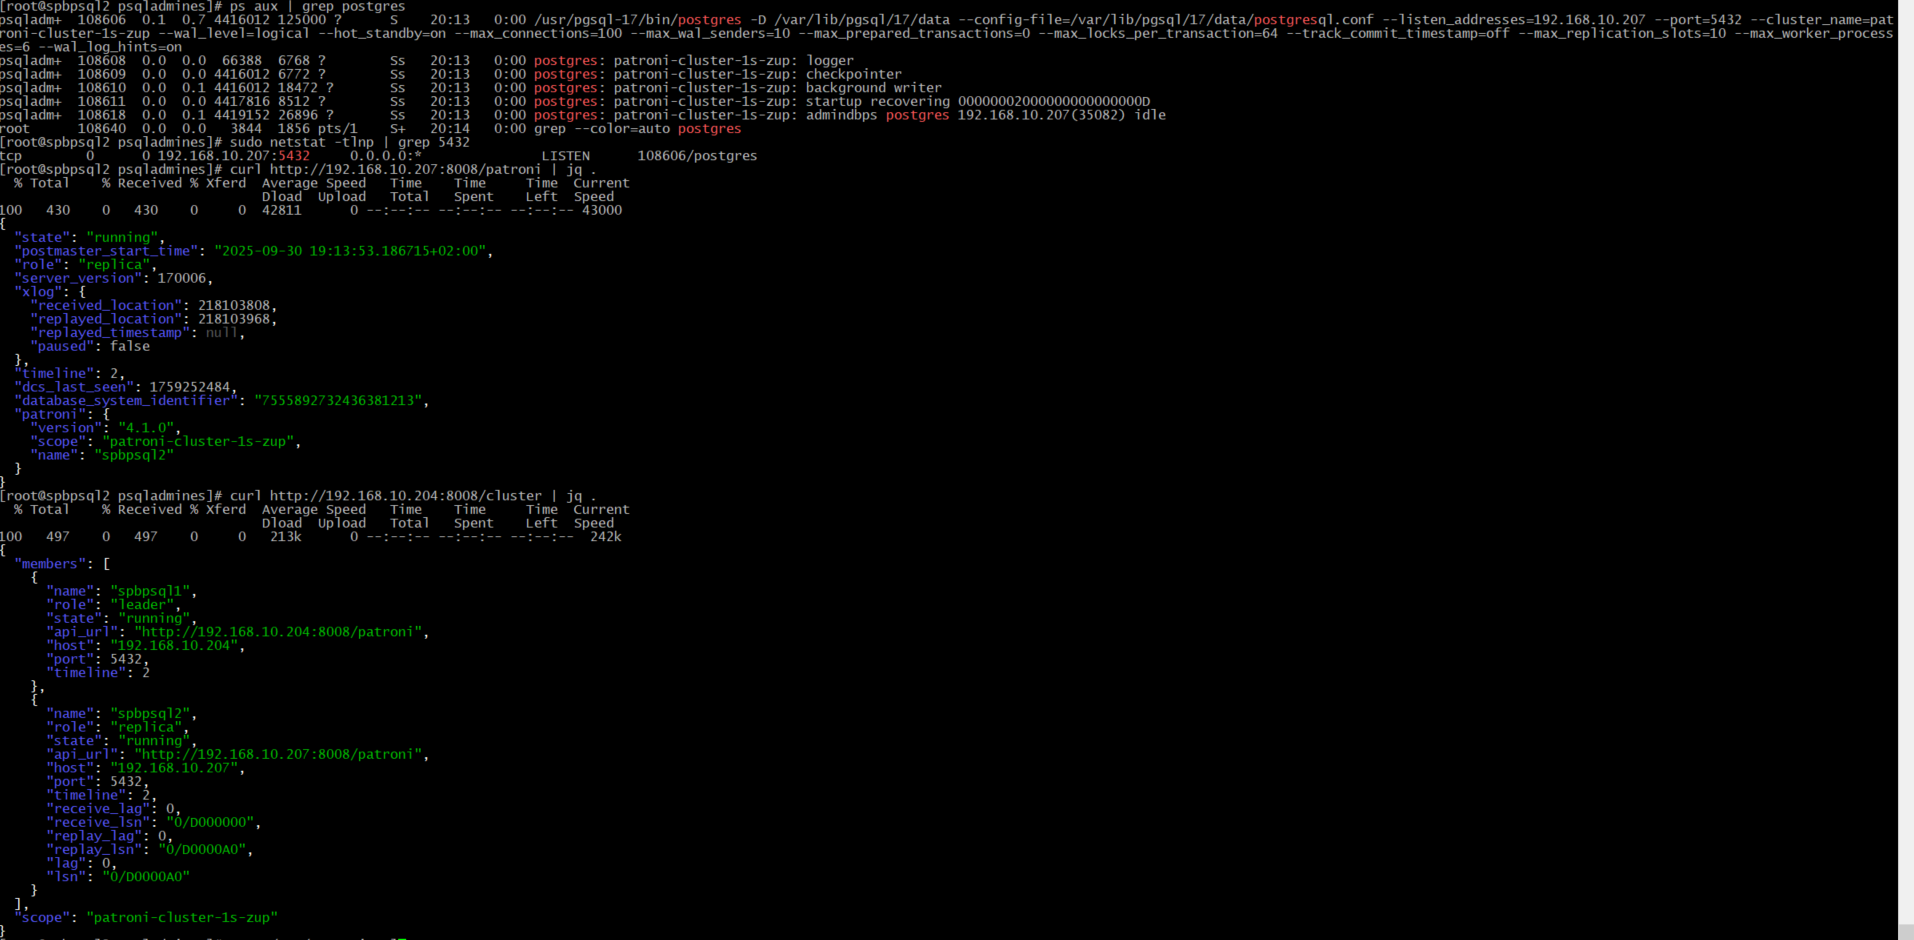 [root@spbpsql2 psqladmines]# ps aux | grep postgres
psqladm+  108606  0.1  0.7 4416012 125000 ?      S    20:13   0:00 /usr/pgsql-17/bin/postgres -D /var/lib/pgsql/17/data --config-file=/var/lib/pgsql/17/data/postgresql.conf --listen_addresses=192.168.10.207 --port=5432 --cluster_name=pat
roni-cluster-1s-zup --wal_level=logical --hot_standby=on --max_connections=100 --max_wal_senders=10 --max_prepared_transactions=0 --max_locks_per_transaction=64 --track_commit_timestamp=off --max_replication_slots=10 --max_worker_process
es=6 --wal_log_hints=on
psqladm+  108608  0.0  0.0  66388  6768 ?        Ss   20:13   0:00 postgres: patroni-cluster-1s-zup: logger
psqladm+  108609  0.0  0.0 4416012 6772 ?        Ss   20:13   0:00 postgres: patroni-cluster-1s-zup: checkpointer
psqladm+  108610  0.0  0.1 4416012 18472 ?       Ss   20:13   0:00 postgres: patroni-cluster-1s-zup: background writer
psqladm+  108611  0.0  0.0 4417816 8512 ?        Ss   20:13   0:00 postgres: patroni-cluster-1s-zup: startup recovering 00000002000000000000000D
psqladm+  108618  0.0  0.1 4419152 26896 ?       Ss   20:13   0:00 postgres: patroni-cluster-1s-zup: admindbps postgres 192.168.10.207(35082) idle
root      108640  0.0  0.0   3844  1856 pts/1    S+   20:14   0:00 grep --color=auto postgres
[root@spbpsql2 psqladmines]# sudo netstat -tlnp | grep 5432
tcp        0      0 192.168.10.207:5432     0.0.0.0:*               LISTEN      108606/postgres
[root@spbpsql2 psqladmines]# curl http://192.168.10.207:8008/patroni | jq .
  % Total    % Received % Xferd  Average Speed   Time    Time     Time  Current
                                 Dload  Upload   Total   Spent    Left  Speed
100   430    0   430    0     0  42811      0 --:--:-- --:--:-- --:--:-- 43000
{
  "state": "running",
  "postmaster_start_time": "2025-09-30 19:13:53.186715+02:00",
  "role": "replica",
  "server_version": 170006,
  "xlog": {
    "received_location": 218103808,
    "replayed_location": 218103968,
    "replayed_timestamp": null,
    "paused": false
  },
  "timeline": 2,
  "dcs_last_seen": 1759252484,
  "database_system_identifier": "7555892732436381213",
  "patroni": {
    "version": "4.1.0",
    "scope": "patroni-cluster-1s-zup",
    "name": "spbpsql2"
  }
}
[root@spbpsql2 psqladmines]# curl http://192.168.10.204:8008/cluster | jq .
  % Total    % Received % Xferd  Average Speed   Time    Time     Time  Current
                                 Dload  Upload   Total   Spent    Left  Speed
100   497    0   497    0     0   213k      0 --:--:-- --:--:-- --:--:--  242k
{
  "members": [
    {
      "name": "spbpsql1",
      "role": "leader",
      "state": "running",
      "api_url": "http://192.168.10.204:8008/patroni",
      "host": "192.168.10.204",
      "port": 5432,
      "timeline": 2
    },
    {
      "name": "spbpsql2",
      "role": "replica",
      "state": "running",
      "api_url": "http://192.168.10.207:8008/patroni",
      "host": "192.168.10.207",
      "port": 5432,
      "timeline": 2,
      "receive_lag": 0,
      "receive_lsn": "0/D000000",
      "replay_lag": 0,
      "replay_lsn": "0/D0000A0",
      "lag": 0,
      "lsn": "0/D0000A0"
    }
  ],
  "scope": "patroni-cluster-1s-zup"
}